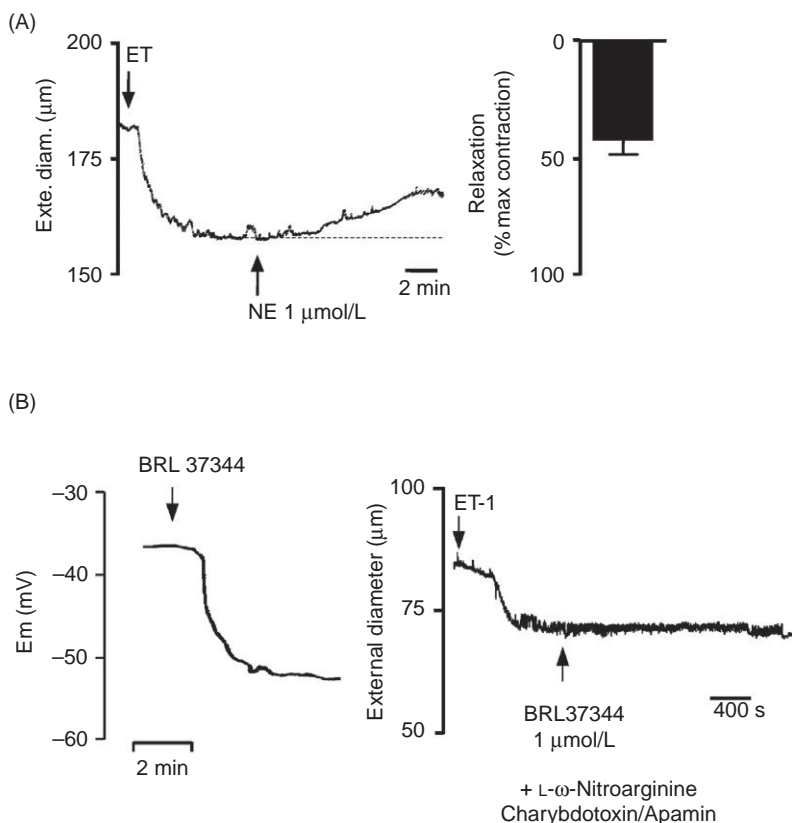 (A)
200
175
150
Exte. diam. (μm)
ET
NE 1 μmol/L
2 min
0
50
100
Relaxation
(% max contraction)
(B)
BRL 37344
–30
–40
–50
–60
Em (mV)
2 min
100
75
50
External diameter (μm)
ET-1
BRL37344
1 μmol/L
400 s
+ L-ω-Nitroarginine
Charybdotoxin/Apamin